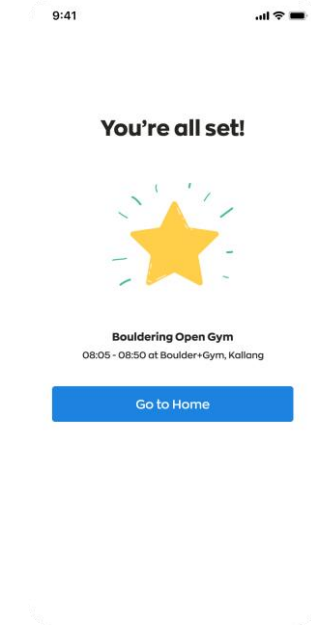 9:41
You're all set!
Bouldering Open Gym
08:05 - 08:50 at Boulder+Gym, Kallang
Go to Home